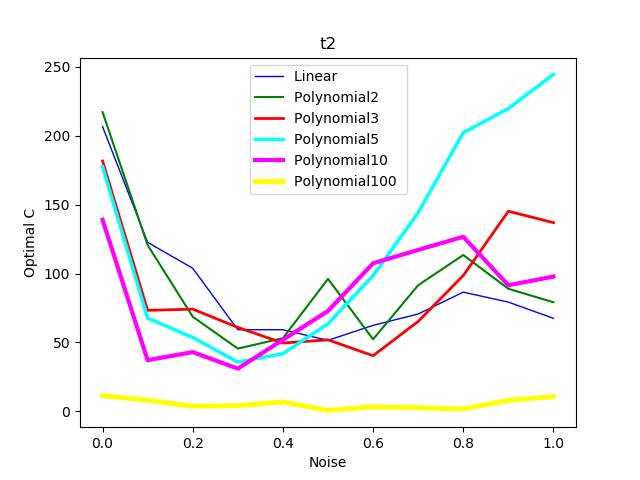 t2
Linear
Polynomial2
Polynomial3
Polynomial5
Polynomial10
Polynomial100
250
200
150
100
50
0
Optimal C
0.0 0.2 0.4 0.6 0.8 1.0
Noise